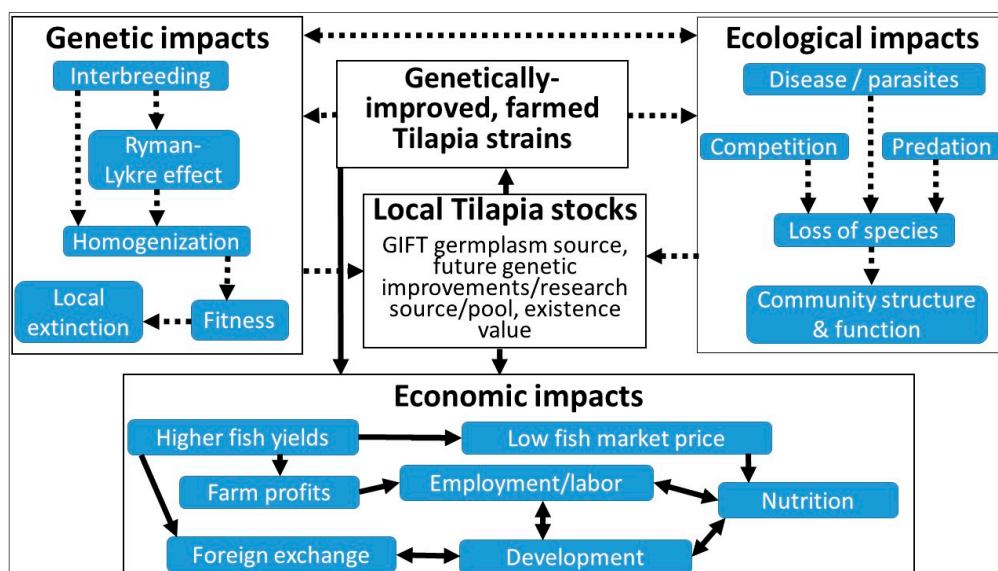 Genetic impacts
Interbreeding
Ryman-
Lykre effect
Homogenization
Local
extinction
Fitness
Genetically-
improved, farmed
Tilapia strains
Local Tilapia stocks
GIFT germplasm source,
future genetic
improvements/research
source/pool, existence
value
Ecological impacts
Disease / parasites
Competition
Predation
Loss of species
Community structure
& function
Economic impacts
Higher fish yields
Low fish market price
Farm profits
Employment/labor
Nutrition
Foreign exchange
Development